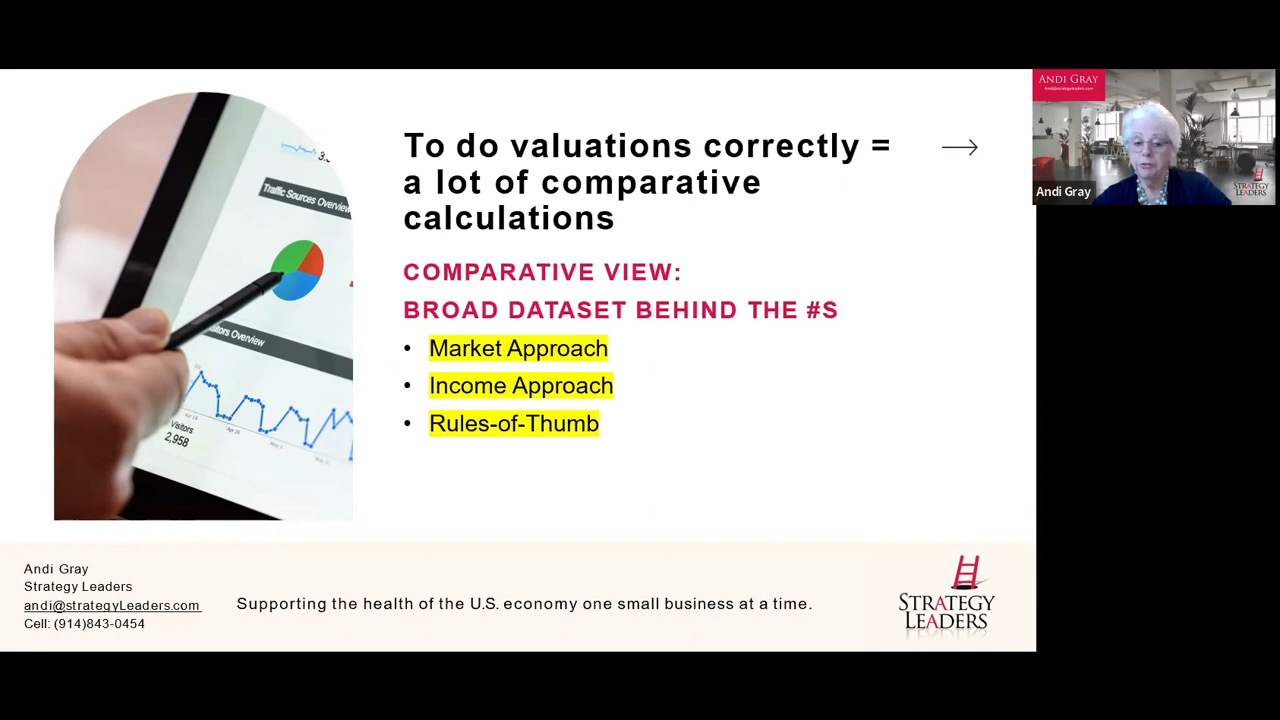 To do valuations correctly =
a lot of comparative
calculations
COMPARATIVE VIEW:
BROAD DATASET BEHIND THE #S
• Market Approach
• Income Approach
• Rules-of-Thumb
Traffic Sources Overview
Visitors
2,958
Andi Gray
Strategy Leaders
andi@strategyLeaders.com
Cell: (914)843-0454
Supporting the health of the U.S. economy one small business at a time.
STRATEGY
LEADERS
ANDI GRAY
Andi Gray
STRATEGY
LEADERS